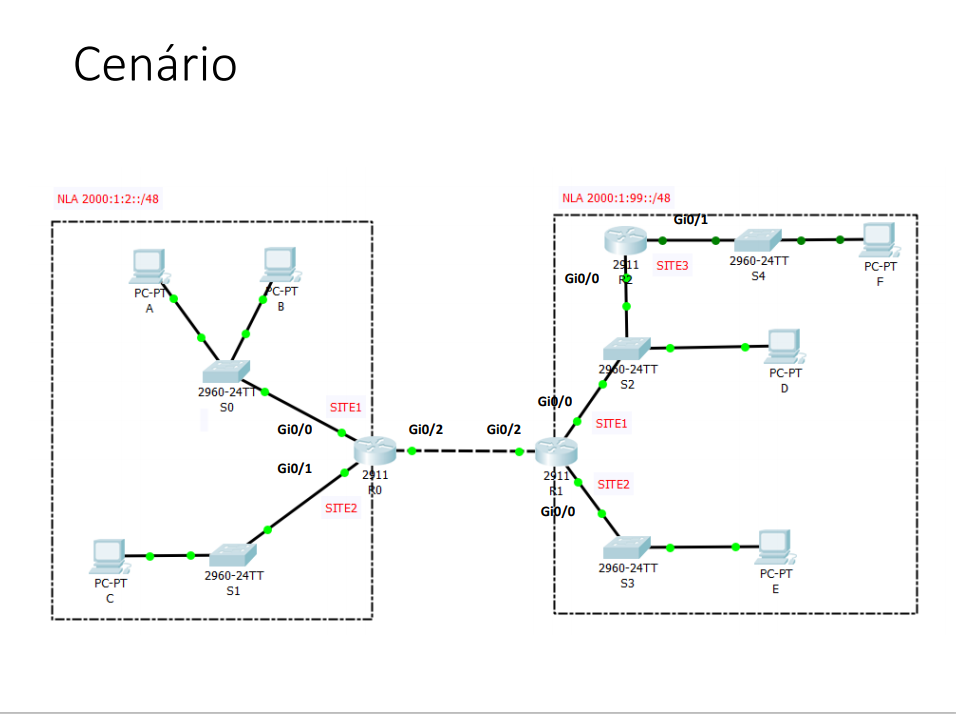 Cenário
NLA 2000:1:2::/48
NLA 2000:1:99::/48
Gi0/1
2911
R2
SITE3
2960-24TT
S4
PC-PT
F
PC-PT
A
PC-PT
B
Gi0/0
2960-24TT
S2
PC-PT
D
2960-24TT
S0
SITE1
Gi0/0
Gi0/0
SITE1
Gi0/2
Gi0/2
Gi0/1
2911
R0
2911
R1
SITE2
SITE2
Gi0/0
PC-PT
C
2960-24TT
S1
2960-24TT
S3
PC-PT
E